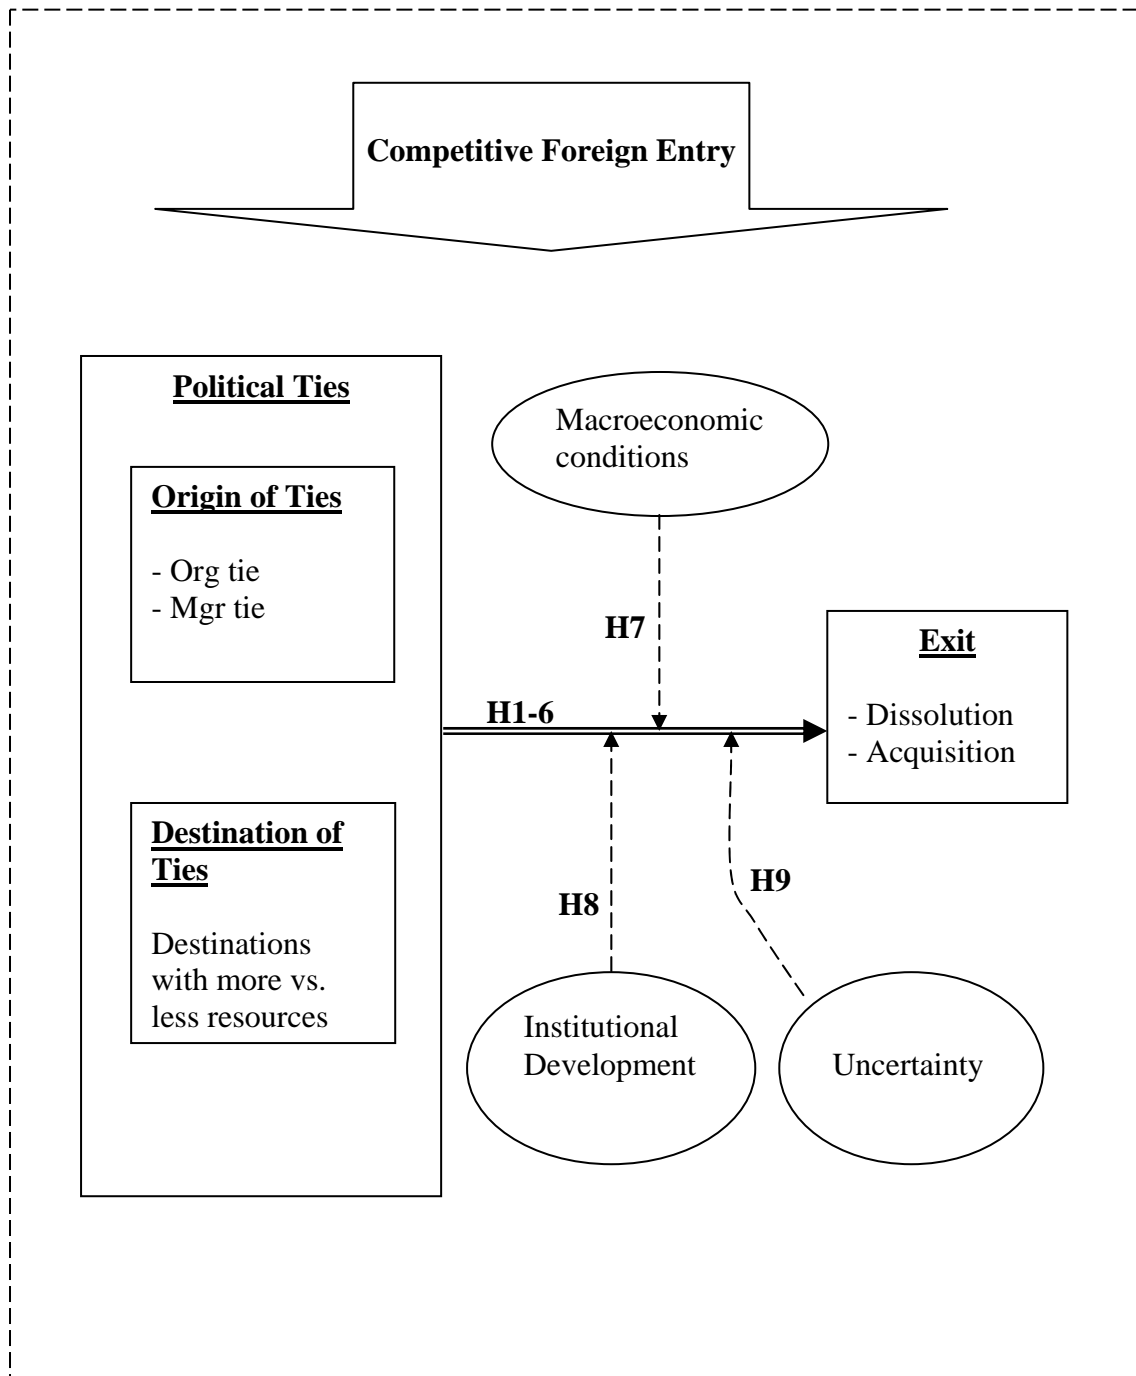 Competitive Foreign Entry
Political Ties
Origin of Ties
- Org tie
- Mgr tie
Destination of
Ties
Destinations
with more vs.
less resources
Macroeconomic
conditions
H7
H1-6
Exit
- Dissolution
- Acquisition
H8
H9
Institutional
Development
Uncertainty